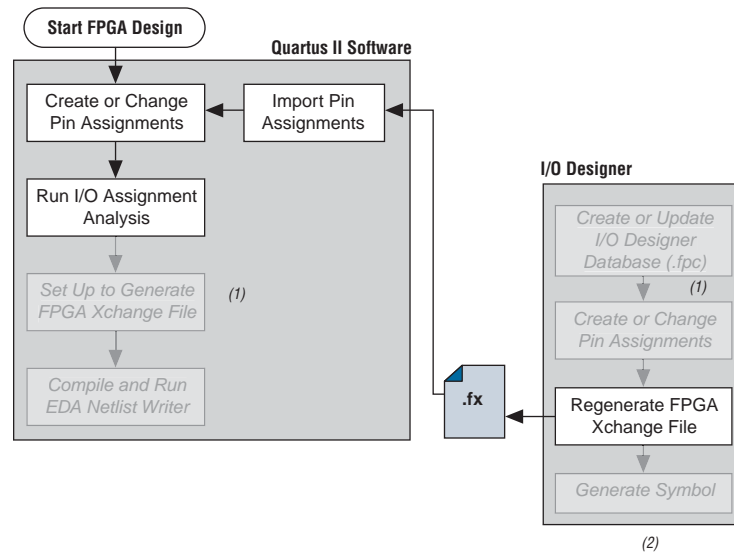 Start FPGA Design
Quartus II Software
Create or Change
Pin Assignments
Import Pin
Assignments
Run I/O Assignment
Analysis
Set Up to Generate
FPGA Xchange File
(1)
Compile and Run
EDA Netlist Writer
.fx
I/O Designer
Create or Update
I/O Designer
Database (.fpc)
(1)
Create or Change
Pin Assignments
Regenerate FPGA
Xchange File
Generate Symbol
(2)